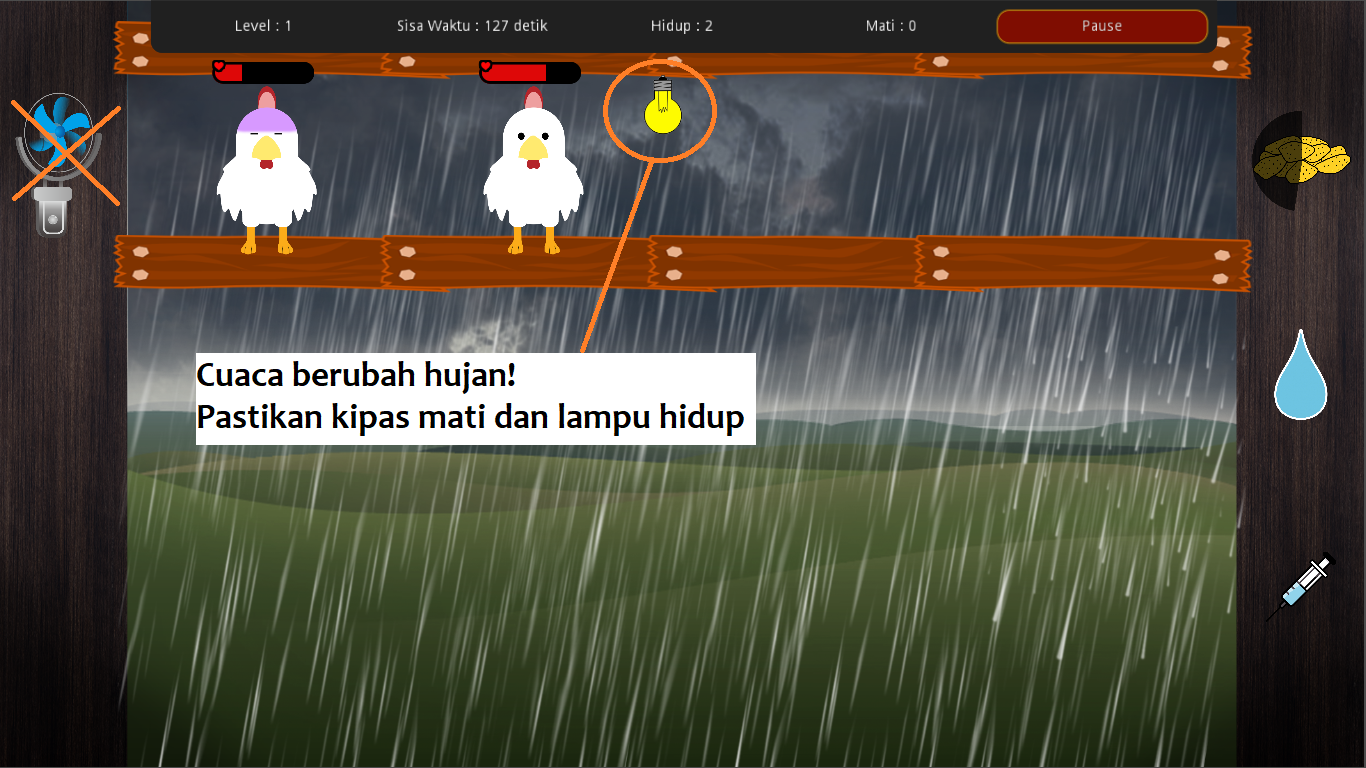 Level : 1
Sisa Waktu : 127 detik
Hidup : 2
Mati : 0
Pause
Cuaca berubah hujan!
Pastikan kipas mati dan lampu hidup